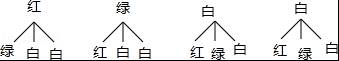 红 绿 白 白
绿 白 白 红 白 白 红 绿 白 红 绿 白